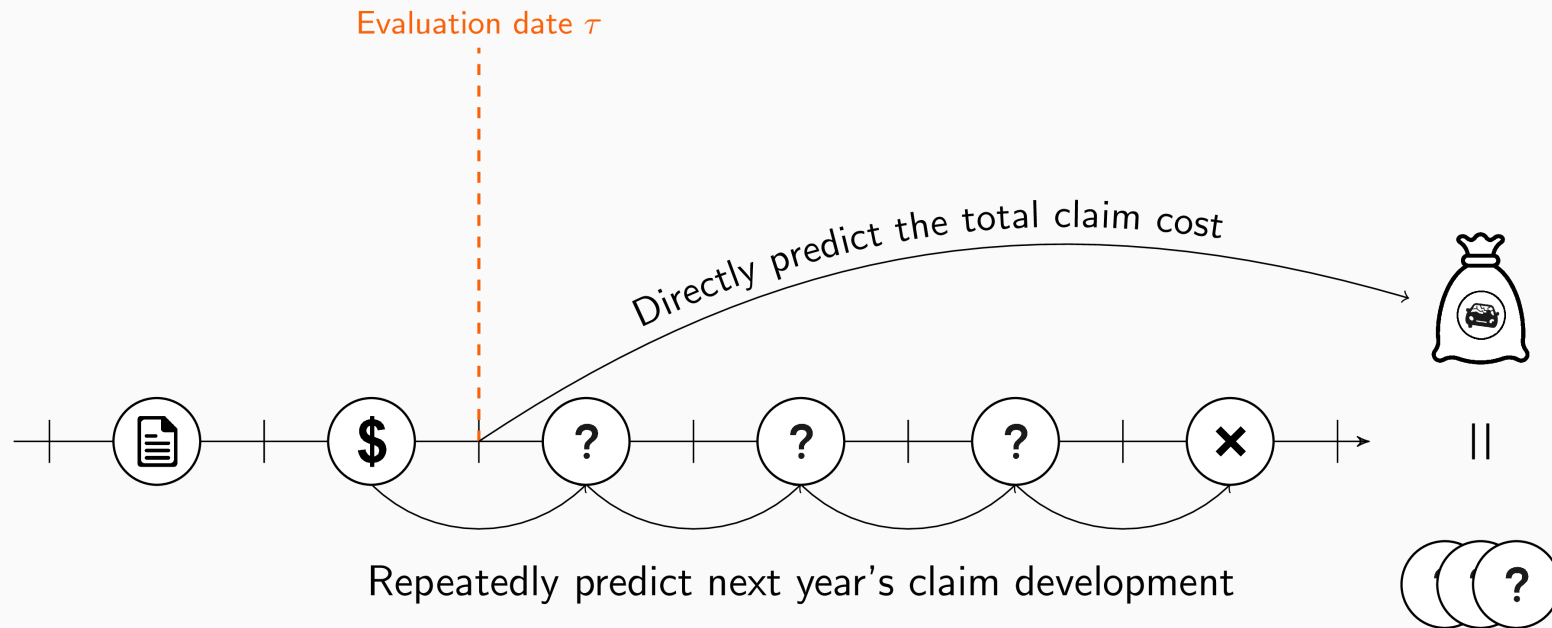 Evaluation date τ
Directly predict the total claim cost
$ ? ? ? ×
Repeatedly predict next year's claim development
?